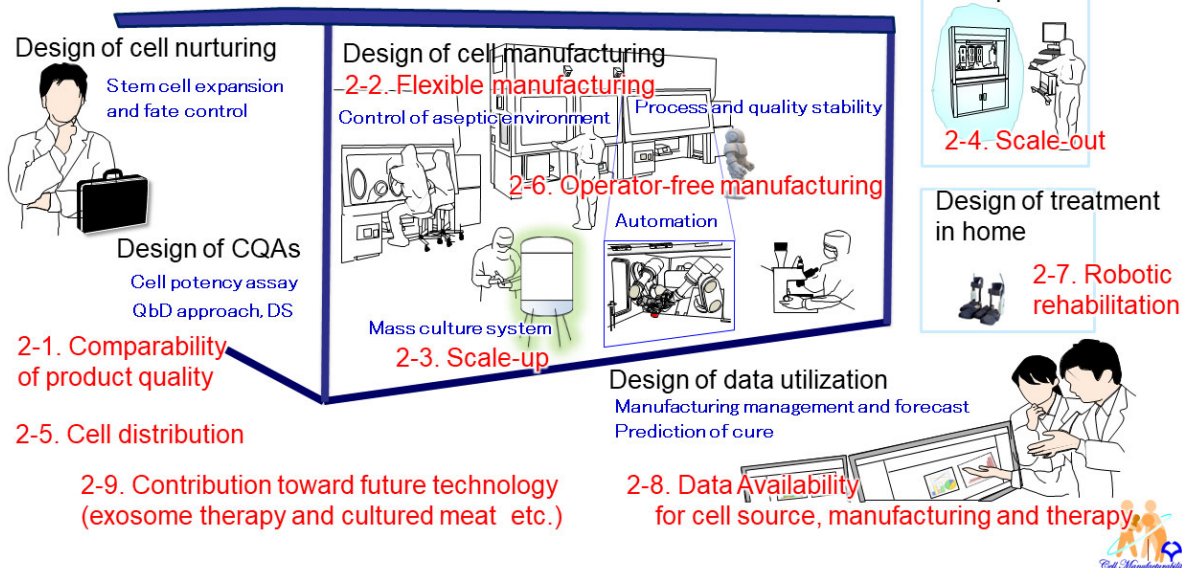 Design of cell nurturing
Stem cell expansion
and fate control
Design of cell manufacturing
2-2. Flexible manufacturing
Control of aseptic environment
Process and quality stability
2-4. Scale-out
2-6. Operator-free manufacturing
Automation
Design of treatment
in home
2-7. Robotic
rehabilitation
Design of CQAs
Cell potency assay
QbD approach, DS
Mass culture system
2-3. Scale-up
2-1. Comparability
of product quality
Design of data utilization
Manufacturing management and forecast
Prediction of cure
2-5. Cell distribution
2-9. Contribution toward future technology
(exosome therapy and cultured meat etc.)
2-8. Data Availability
for cell source, manufacturing and therapy
Cell Manufacturability